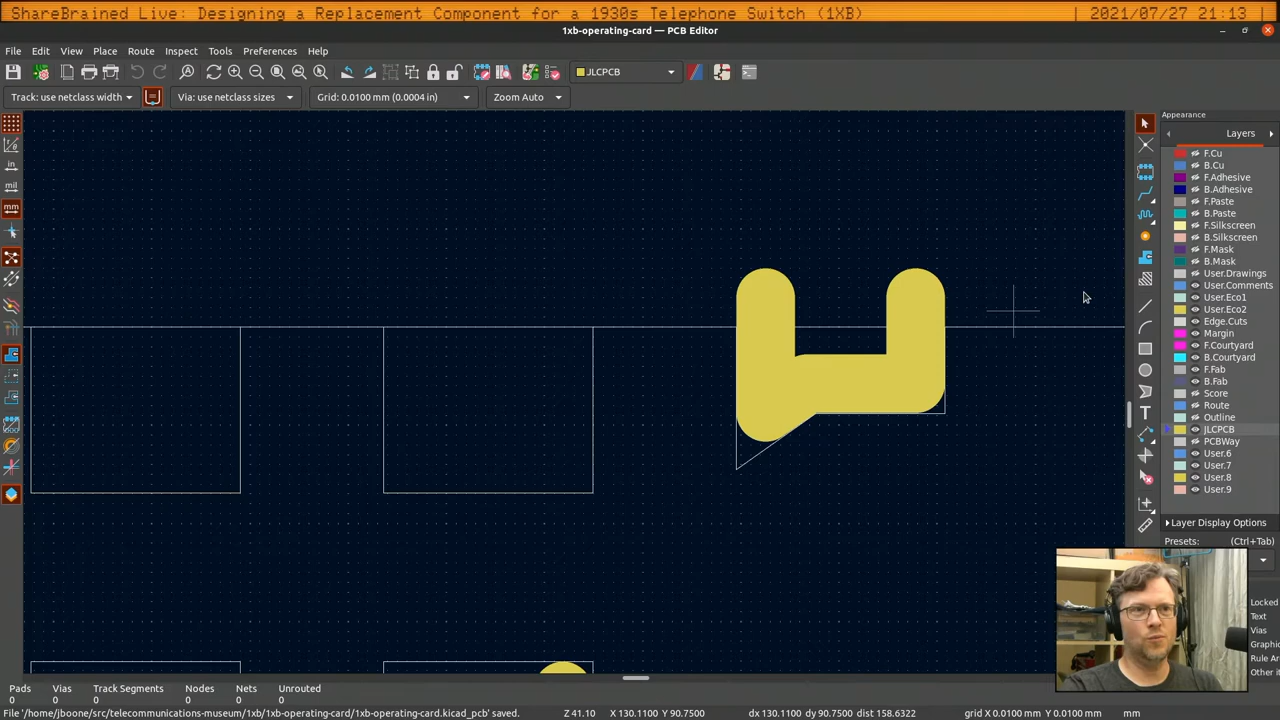 ShareBrained Live: Designing a Replacement Component for a 1930s Telephone Switch (1XB) | 2021/07/27 21:13 |
1xb-operating-card — PCB Editor
File Edit View Place Route Inspect Tools Preferences Help
JLCPCB
Track: use netclass width Via: use netclass sizes Grid: 0.0100 mm (0.0004 in) Zoom Auto
Appearance
Layers
in
mil
mm
F.Cu
B.Cu
F.Adhesive
B.Adhesive
F.Paste
B.Paste
F.Silkscreen
B.Silkscreen
F.Mask
B.Mask
User.Drawings
User.Comments
User.Eco1
User.Eco2
Edge.Cuts
Margin
F.Courtyard
B.Courtyard
F.Fab
B.Fab
Score
Route
Outline
JLCPCB
PCBWay
User.6
User.7
User.8
User.9
Layer Display Options
Presets: (Ctrl+Tab)
Locked
Text
Vias
Rule Ar
Other it
Pads Vias Track Segments Nodes Nets Unrouted
0 0 0 0 0 0
File '/home/jboone/src/telecommunications-museum/1xb/1xb-operating-card/1xb-operating-card.kicad_pcb' saved. Z 41.10 X 130.1100 Y 90.7500 dx 130.1100 dy 90.7500 dist 158.6322 grid X 0.0100 mm Y 0.0100 mm mm